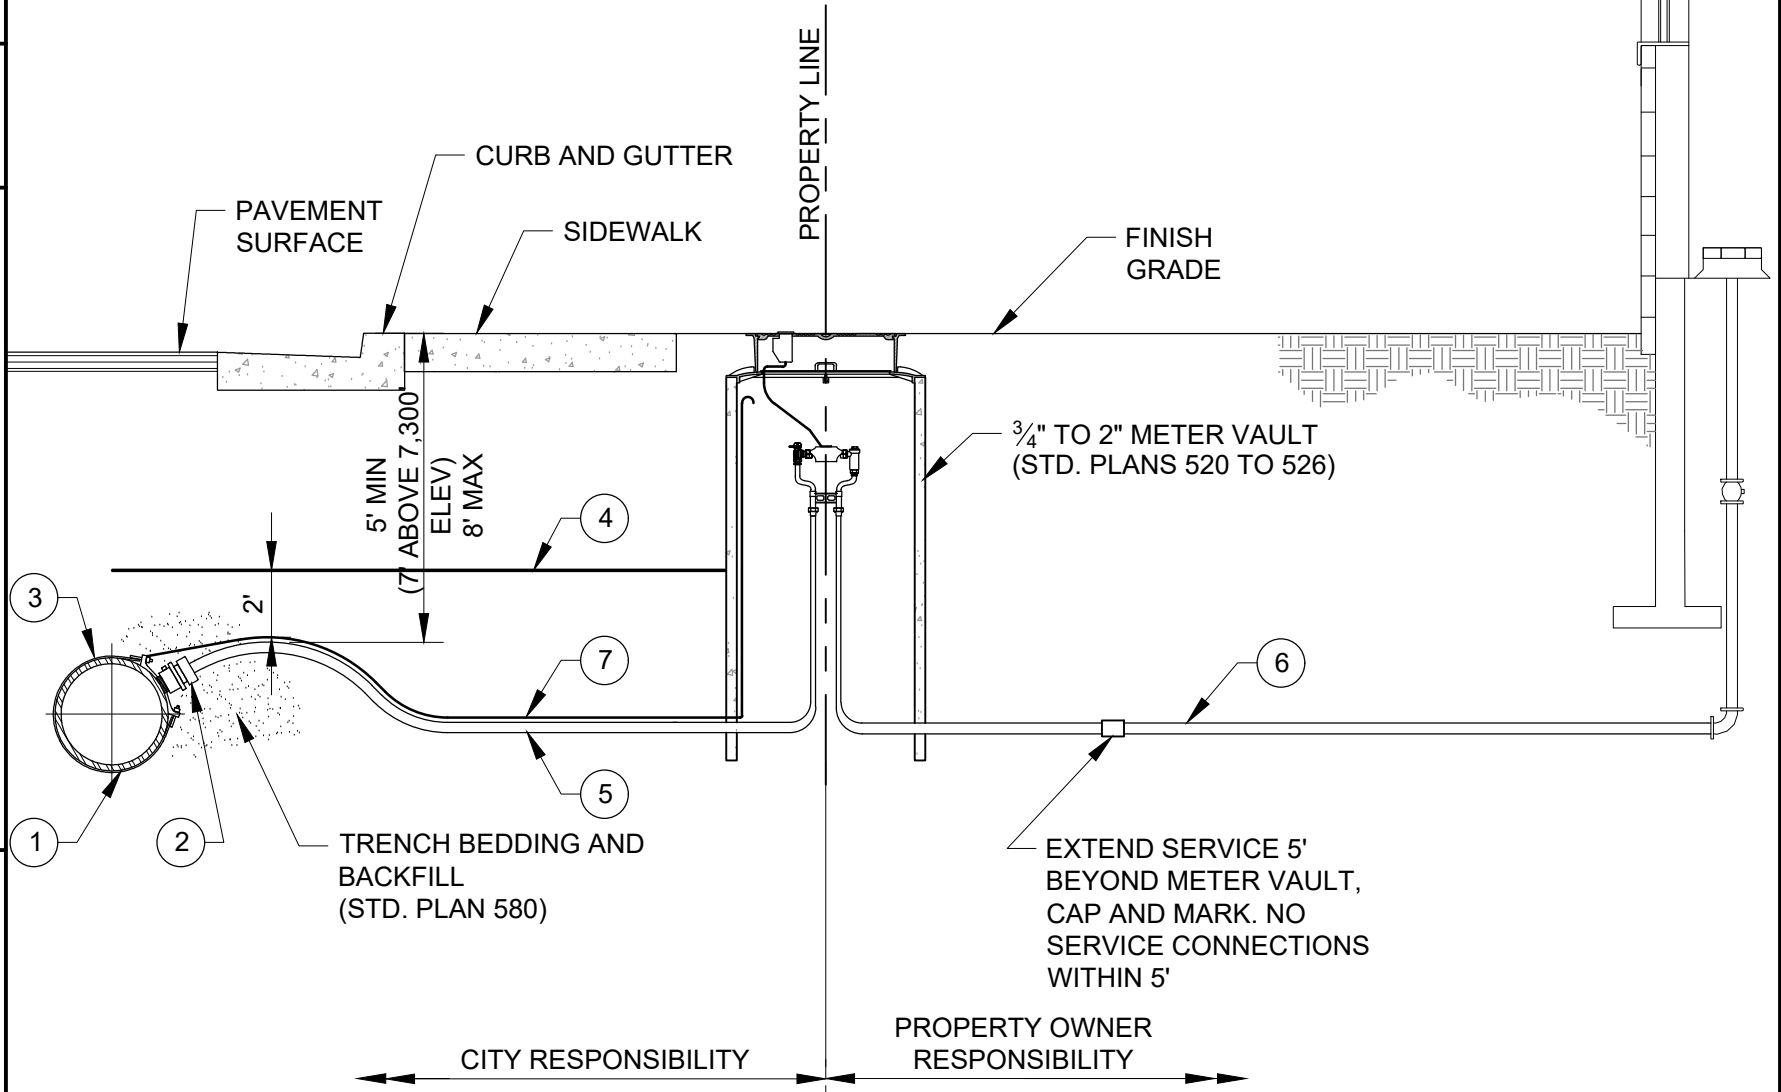 PROPERTY LINE
CURB AND GUTTER
PAVEMENT
SURFACE
SIDEWALK
FINISH
GRADE
5' MIN
(7' ABOVE 7,300
ELEV)
8' MAX
3/4" TO 2" METER VAULT
(STD. PLANS 520 TO 526)
4
3
2'
7
6
5
1
2
TRENCH BEDDING AND
BACKFILL
(STD. PLAN 580)
EXTEND SERVICE 5'
BEYOND METER VAULT,
CAP AND MARK. NO
SERVICE CONNECTIONS
WITHIN 5'
CITY RESPONSIBILITY
PROPERTY OWNER
RESPONSIBILITY